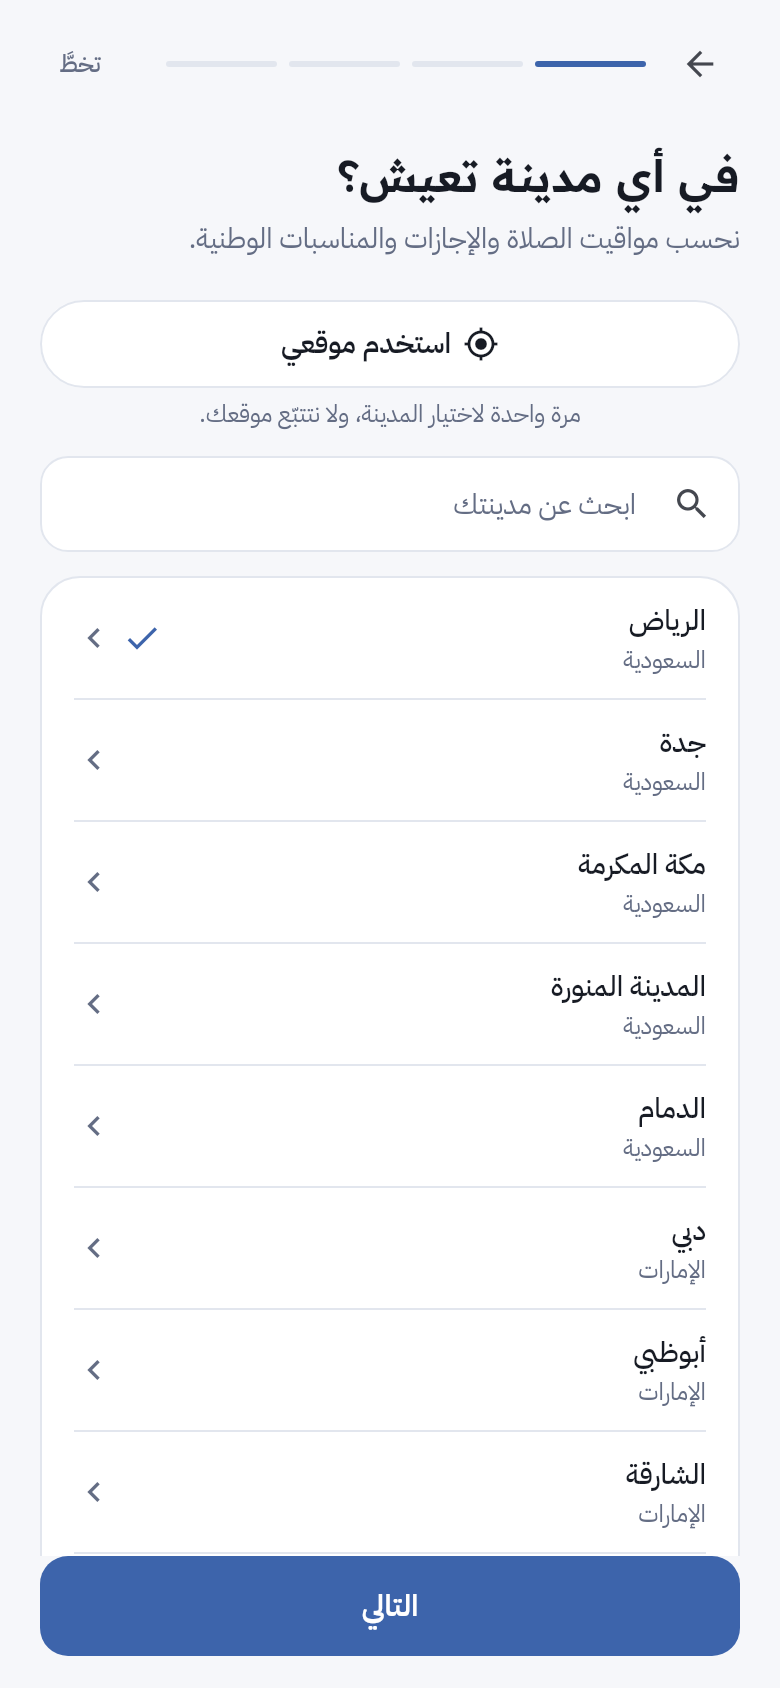 تخطَّ
في أي مدينة تعيش؟
نحسب مواقيت الصلاة والإجازات والمناسبات الوطنية.
استخدم موقعي
مرة واحدة لاختيار المدينة، ولا نتتبّع موقعك.
ابحث عن مدينتك
الرياض
السعودية
جدة
السعودية
مكة المكرمة
السعودية
المدينة المنورة
السعودية
الدمام
السعودية
دبي
الإمارات
أبوظبي
الإمارات
الشارقة
الإمارات
التالي